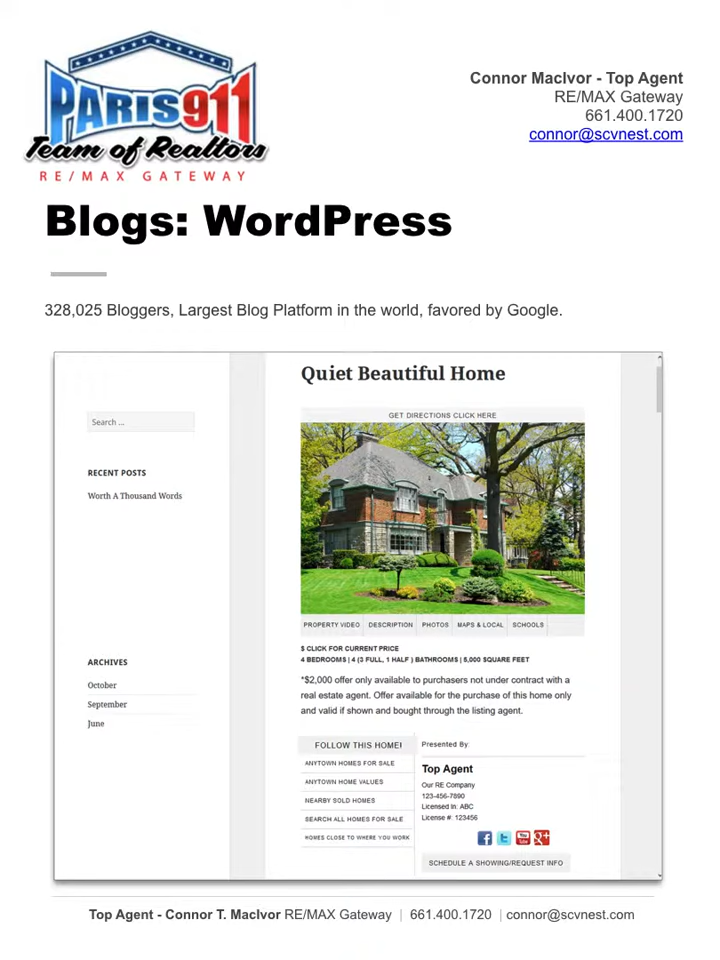 PARIS911
Team of Realtors
RE/MAX GATEWAY
Connor MacIvor - Top Agent
RE/MAX Gateway
661.400.1720
connor@scvnest.com
Blogs: WordPress
328,025 Bloggers, Largest Blog Platform in the world, favored by Google.
Search ...
RECENT POSTS
Worth A Thousand Words
ARCHIVES
October
September
June
Quiet Beautiful Home
GET DIRECTIONS CLICK HERE
PROPERTY VIDEO DESCRIPTION PHOTOS MAPS & LOCAL SCHOOLS
$ CLICK FOR CURRENT PRICE
4 BEDROOMS | 4 (3 FULL, 1 HALF ) BATHROOMS | 5,000 SQUARE FEET
*$2,000 offer only available to purchasers not under contract with a
real estate agent. Offer available for the purchase of this home only
and valid if shown and bought through the listing agent.
FOLLOW THIS HOME!
ANYTOWN HOMES FOR SALE
ANYTOWN HOME VALUES
NEARBY SOLD HOMES
SEARCH ALL HOMES FOR SALE
HOMES CLOSE TO WHERE YOU WORK
Presented By:
Top Agent
Our RE Company
123-456-7890
Licensed In: ABC
License #: 123456
SCHEDULE A SHOWING/REQUEST INFO
Top Agent - Connor T. MacIvor RE/MAX Gateway | 661.400.1720 | connor@scvnest.com